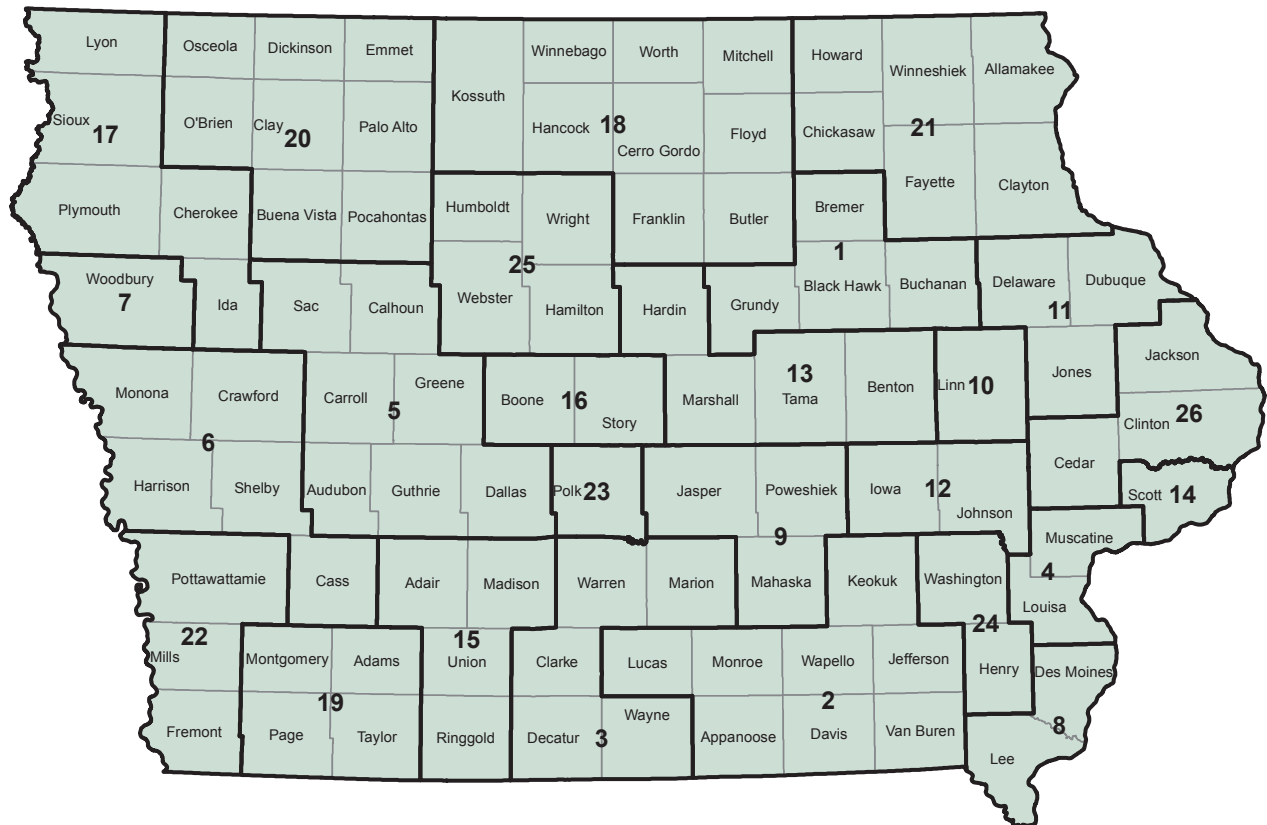 Lyon
Osceola
Dickinson
Emmet
Kossuth
Winnebago
Worth
Mitchell
Howard
Winneshiek
Allamakee
Sioux
17
O'Brien
Clay
20
Palo Alto
Hancock
18
Cerro Gordo
Floyd
Chickasaw
21
Fayette
Clayton
Plymouth
Cherokee
Buena Vista
Pocahontas
Humboldt
Wright
Franklin
Butler
Bremer
1
Woodbury
7
Ida
Sac
Calhoun
25
Webster
Hamilton
Hardin
Grundy
Black Hawk
Buchanan
Delaware
Dubuque
11
Monona
Crawford
Carroll
Greene
5
Boone
16
Story
Marshall
13
Tama
Benton
Linn
10
Jones
Jackson
Clinton
26
6
Harrison
Shelby
Audubon
Guthrie
Dallas
Polk
23
Jasper
Poweshiek
Iowa
12
Johnson
Cedar
Scott
14
Muscatine
4
Louisa
Pottawattamie
Cass
Adair
Madison
Warren
Marion
9
Mahaska
Keokuk
Washington
24
22
Mills
Montgomery
Adams
15
Union
Clarke
Lucas
Monroe
Wapello
Jefferson
Henry
Des Moines
8
Fremont
Page
19
Taylor
Ringgold
Decatur
3
Wayne
Appanoose
2
Davis
Van Buren
Lee